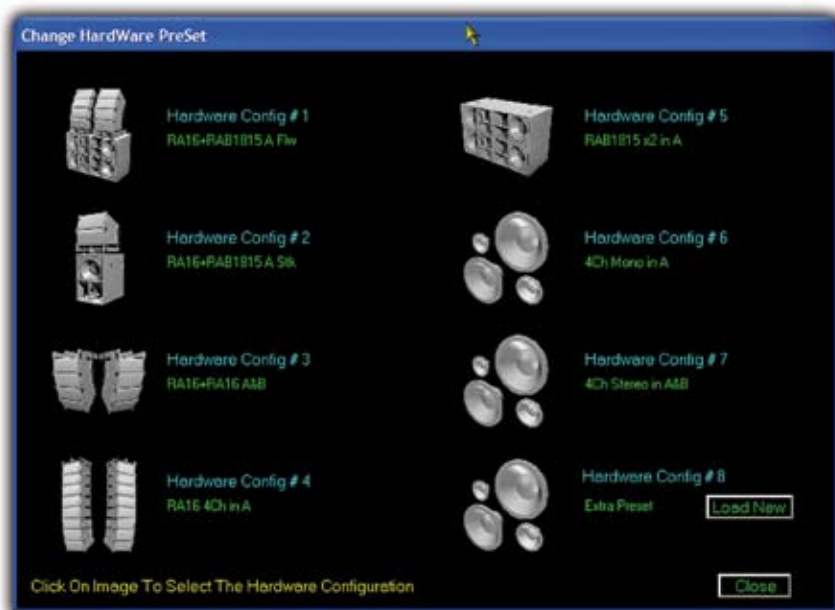 Change HardWare PreSet
Hardware Config # 1
RA16+RAB1815 A Flw
Hardware Config # 2
RA16+RAB1815 A Stk
Hardware Config # 3
RA16+RA16 A&B
Hardware Config # 4
RA16 4Ch in A
Hardware Config # 5
RAB1815 x2 in A
Hardware Config # 6
4Ch Mono in A
Hardware Config # 7
4Ch Stereo in A&B
Hardware Config # 8
Extra Preset
Load New
Click On Image To Select The Hardware Configuration
Close